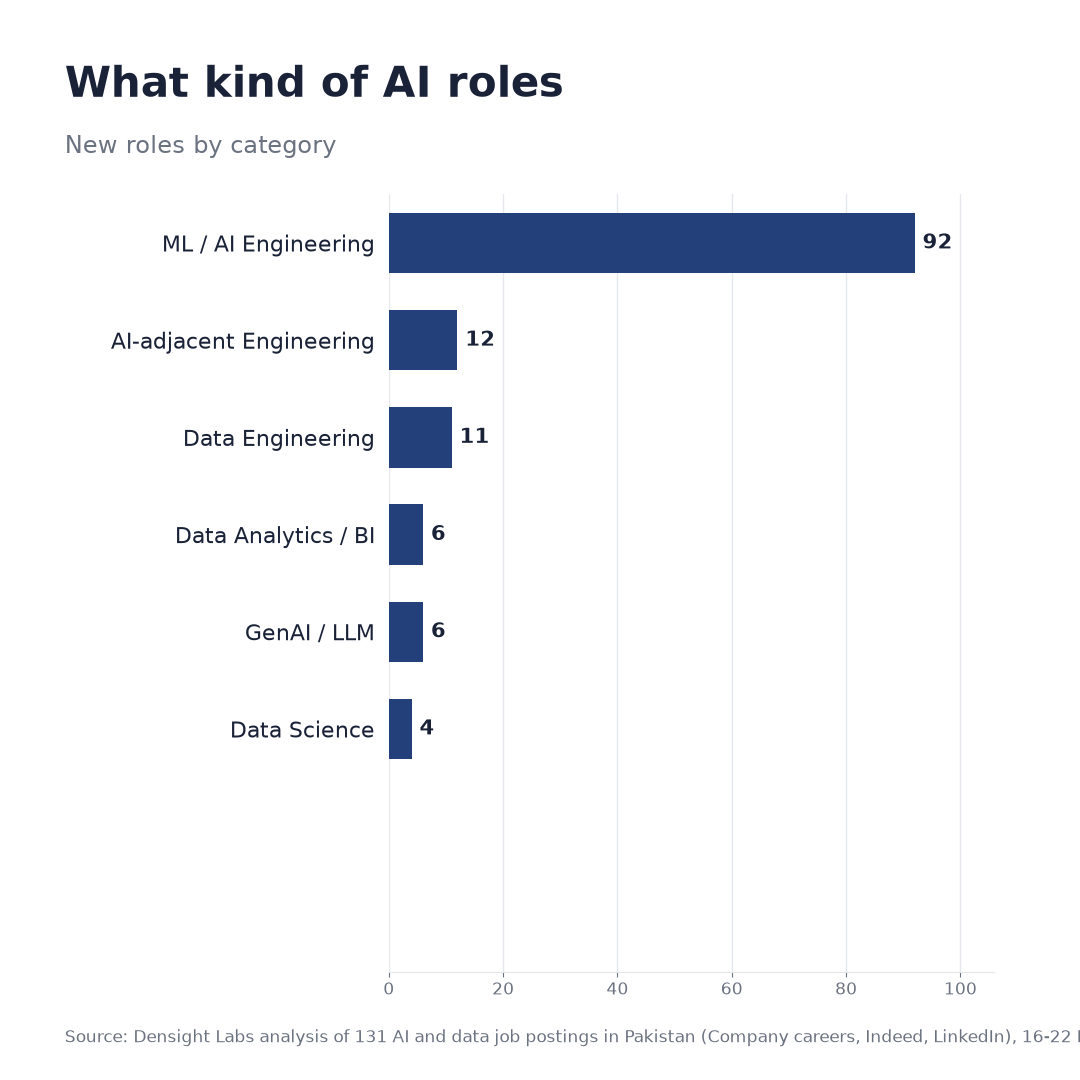 What kind of AI roles
New roles by category
ML / AI Engineering 92
AI-adjacent Engineering 12
Data Engineering 11
Data Analytics / BI 6
GenAI / LLM 6
Data Science 4
0 20 40 60 80 100
Source: Densight Labs analysis of 131 AI and data job postings in Pakistan (Company careers, Indeed, LinkedIn), 16-22